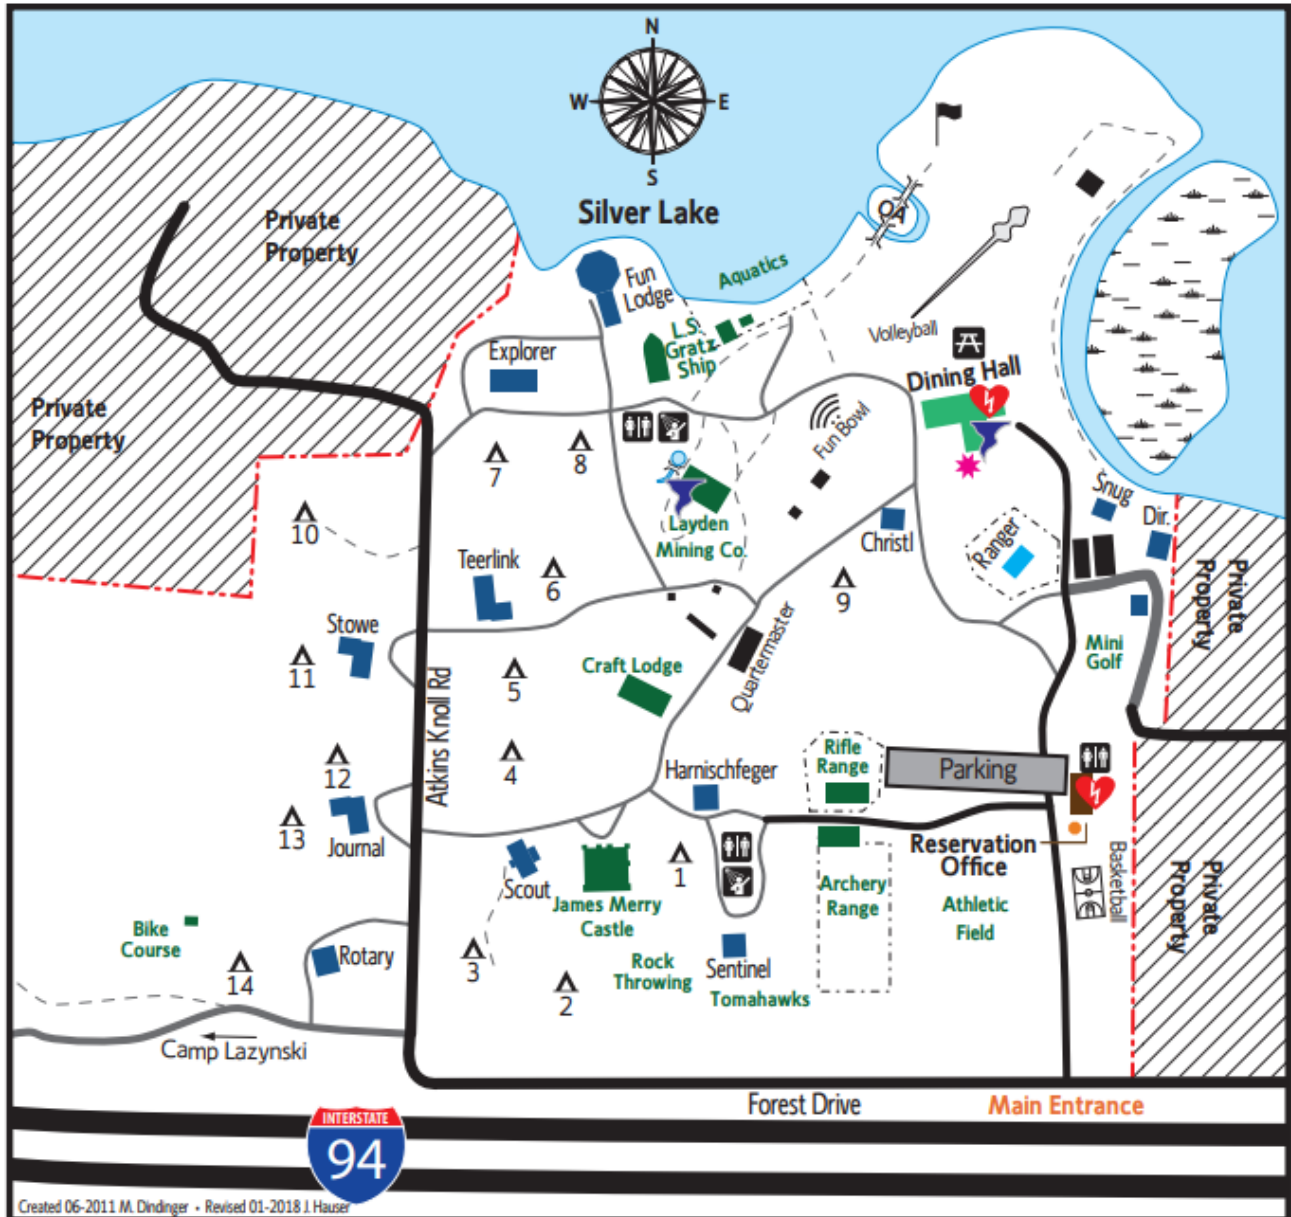 N
W
E
S
Silver Lake
Private
Property
Private
Property
OA
Aquatics
Fun
Lodge
L.S.
Gratz
Ship
Volleyball
Explorer
Dining Hall
Fun Bowl
7
8
10
Layden
Mining Co.
Christl
Ranger
Snug
Dir.
Private
Property
Teerlink
6
9
Stowe
11
5
Craft Lodge
Quartermaster
Mini
Golf
Atkins Knoll Rd
12
4
Harnischfeger
Rifle
Range
Parking
13
Journal
Scout
James Merry
Castle
1
Archery
Range
Reservation
Office
Athletic
Field
Basketball
Private
Property
Bike
Course
14
Rotary
3
2
Rock
Throwing
Sentinel
Tomahawks
Camp Lazynski
Forest Drive
Main Entrance
INTERSTATE
94
Created 06-2011 M. Dindinger • Revised 01-2018 J. Hauser